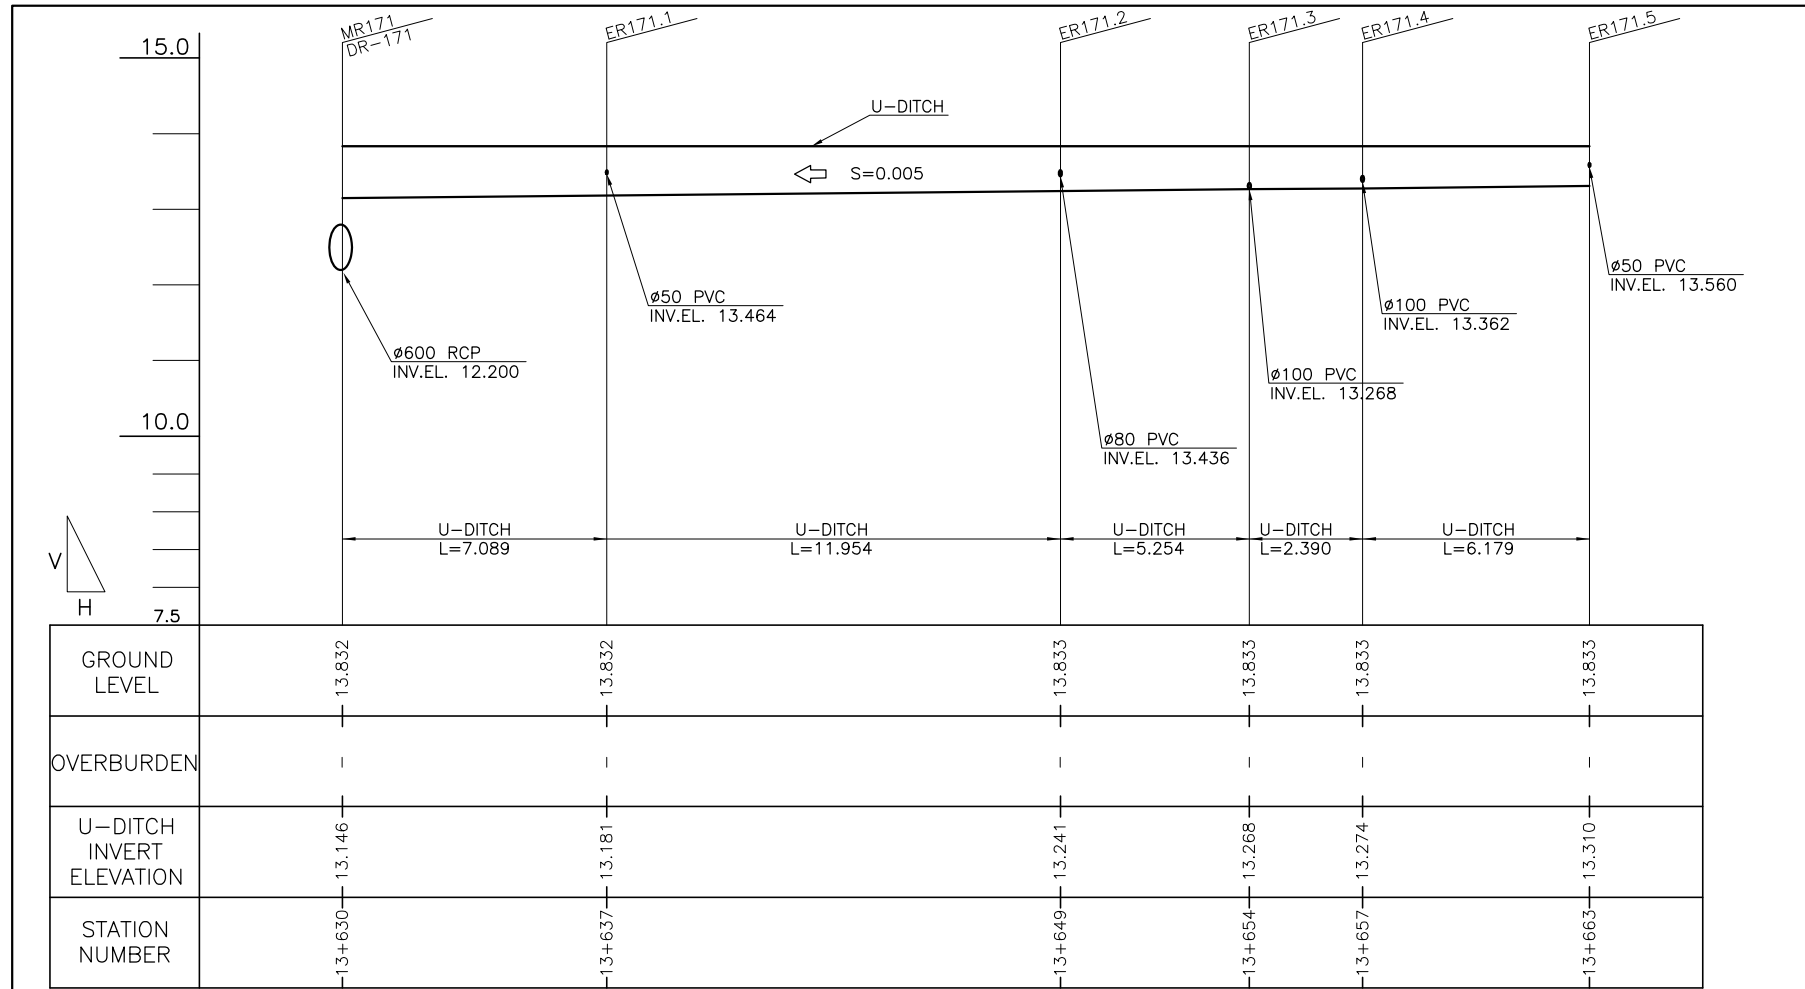 MR171
DR-171
ER171.1
ER171.2
ER171.3
ER171.4
ER171.5
15.0
10.0
7.5
V
H
U-DITCH
S=0.005
ø600 RCP
INV.EL. 12.200
ø50 PVC
INV.EL. 13.464
ø80 PVC
INV.EL. 13.436
ø100 PVC
INV.EL. 13.268
ø100 PVC
INV.EL. 13.362
ø50 PVC
INV.EL. 13.560
U-DITCH
L=7.089
U-DITCH
L=11.954
U-DITCH
L=5.254
U-DITCH
L=2.390
U-DITCH
L=6.179
GROUND
LEVEL
13.832
13.832
13.833
13.833
13.833
13.833
OVERBURDEN
-
-
-
-
-
-
U-DITCH
INVERT
ELEVATION
13.146
13.181
13.241
13.268
13.274
13.310
STATION
NUMBER
13+630
13+637
13+649
13+654
13+657
13+663